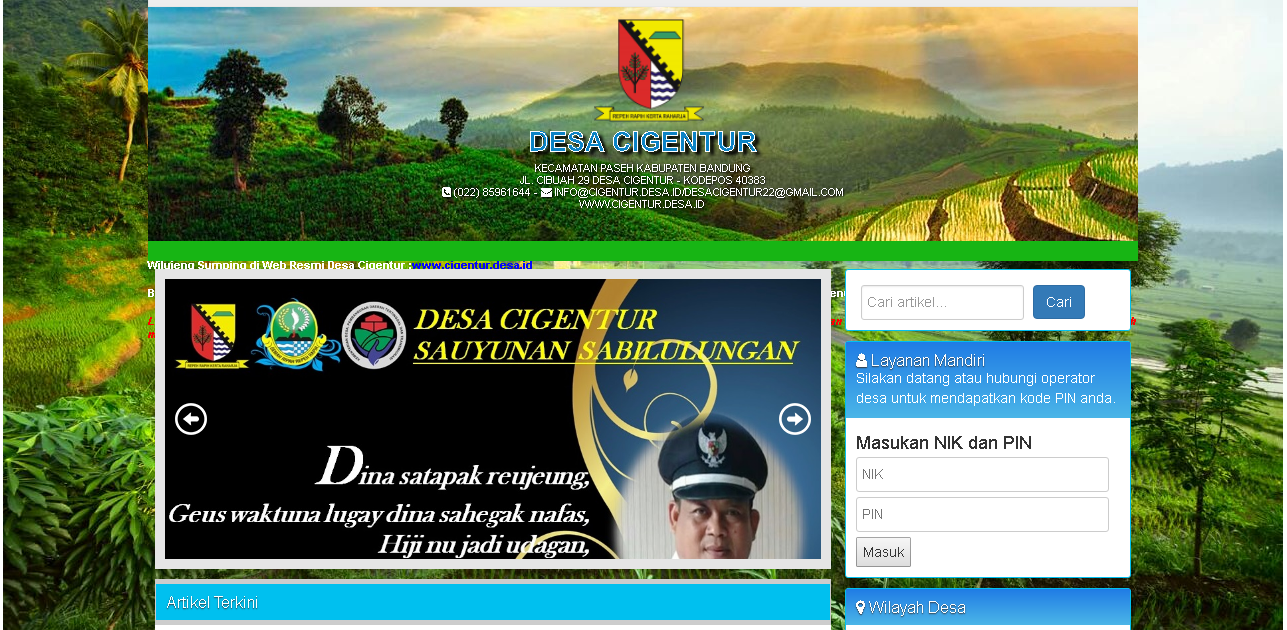 REPEH RAPIH KERTA RAHARJA
DESA CIGENTUR
KECAMATAN PASEH KABUPATEN BANDUNG
JL. CIBUAH 29 DESA CIGENTUR - KODEPOS 40383
(022) 85961644 - INFO@CIGENTUR.DESA.ID/DESACIGENTUR22@GMAIL.COM
WWW.CIGENTUR.DESA.ID
Wilujeng Sumping di Web Resmi Desa Cigentur :www.cigentur.desa.id
DESA CIGENTUR
SAUYUNAN SABILULUNGAN
REPEH RAPIH KERTA RAHARJA
Dina satapak reujeung,
Geus waktuna lugay dina sahegak nafas,
Hiji nu jadi udagan,
Artikel Terkini
Cari artikel...
Cari
Layanan Mandiri
Silakan datang atau hubungi operator
desa untuk mendapatkan kode PIN anda.
Masukan NIK dan PIN
NIK
PIN
Masuk
Wilayah Desa